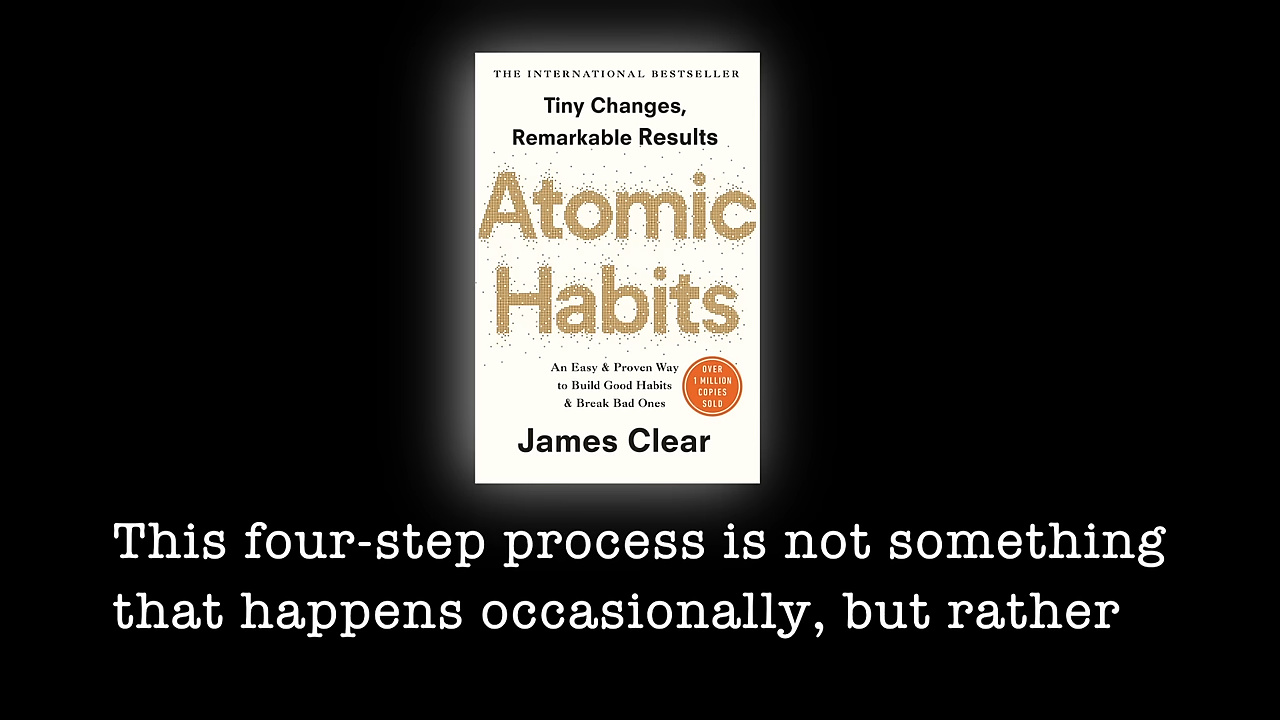 THE INTERNATIONAL BESTSELLER
Tiny Changes,
Remarkable Results
Atomic
Habits
An Easy & Proven Way
to Build Good Habits
& Break Bad Ones
OVER
1 MILLION
COPIES
SOLD
James Clear
This four-step process is not something
that happens occasionally, but rather